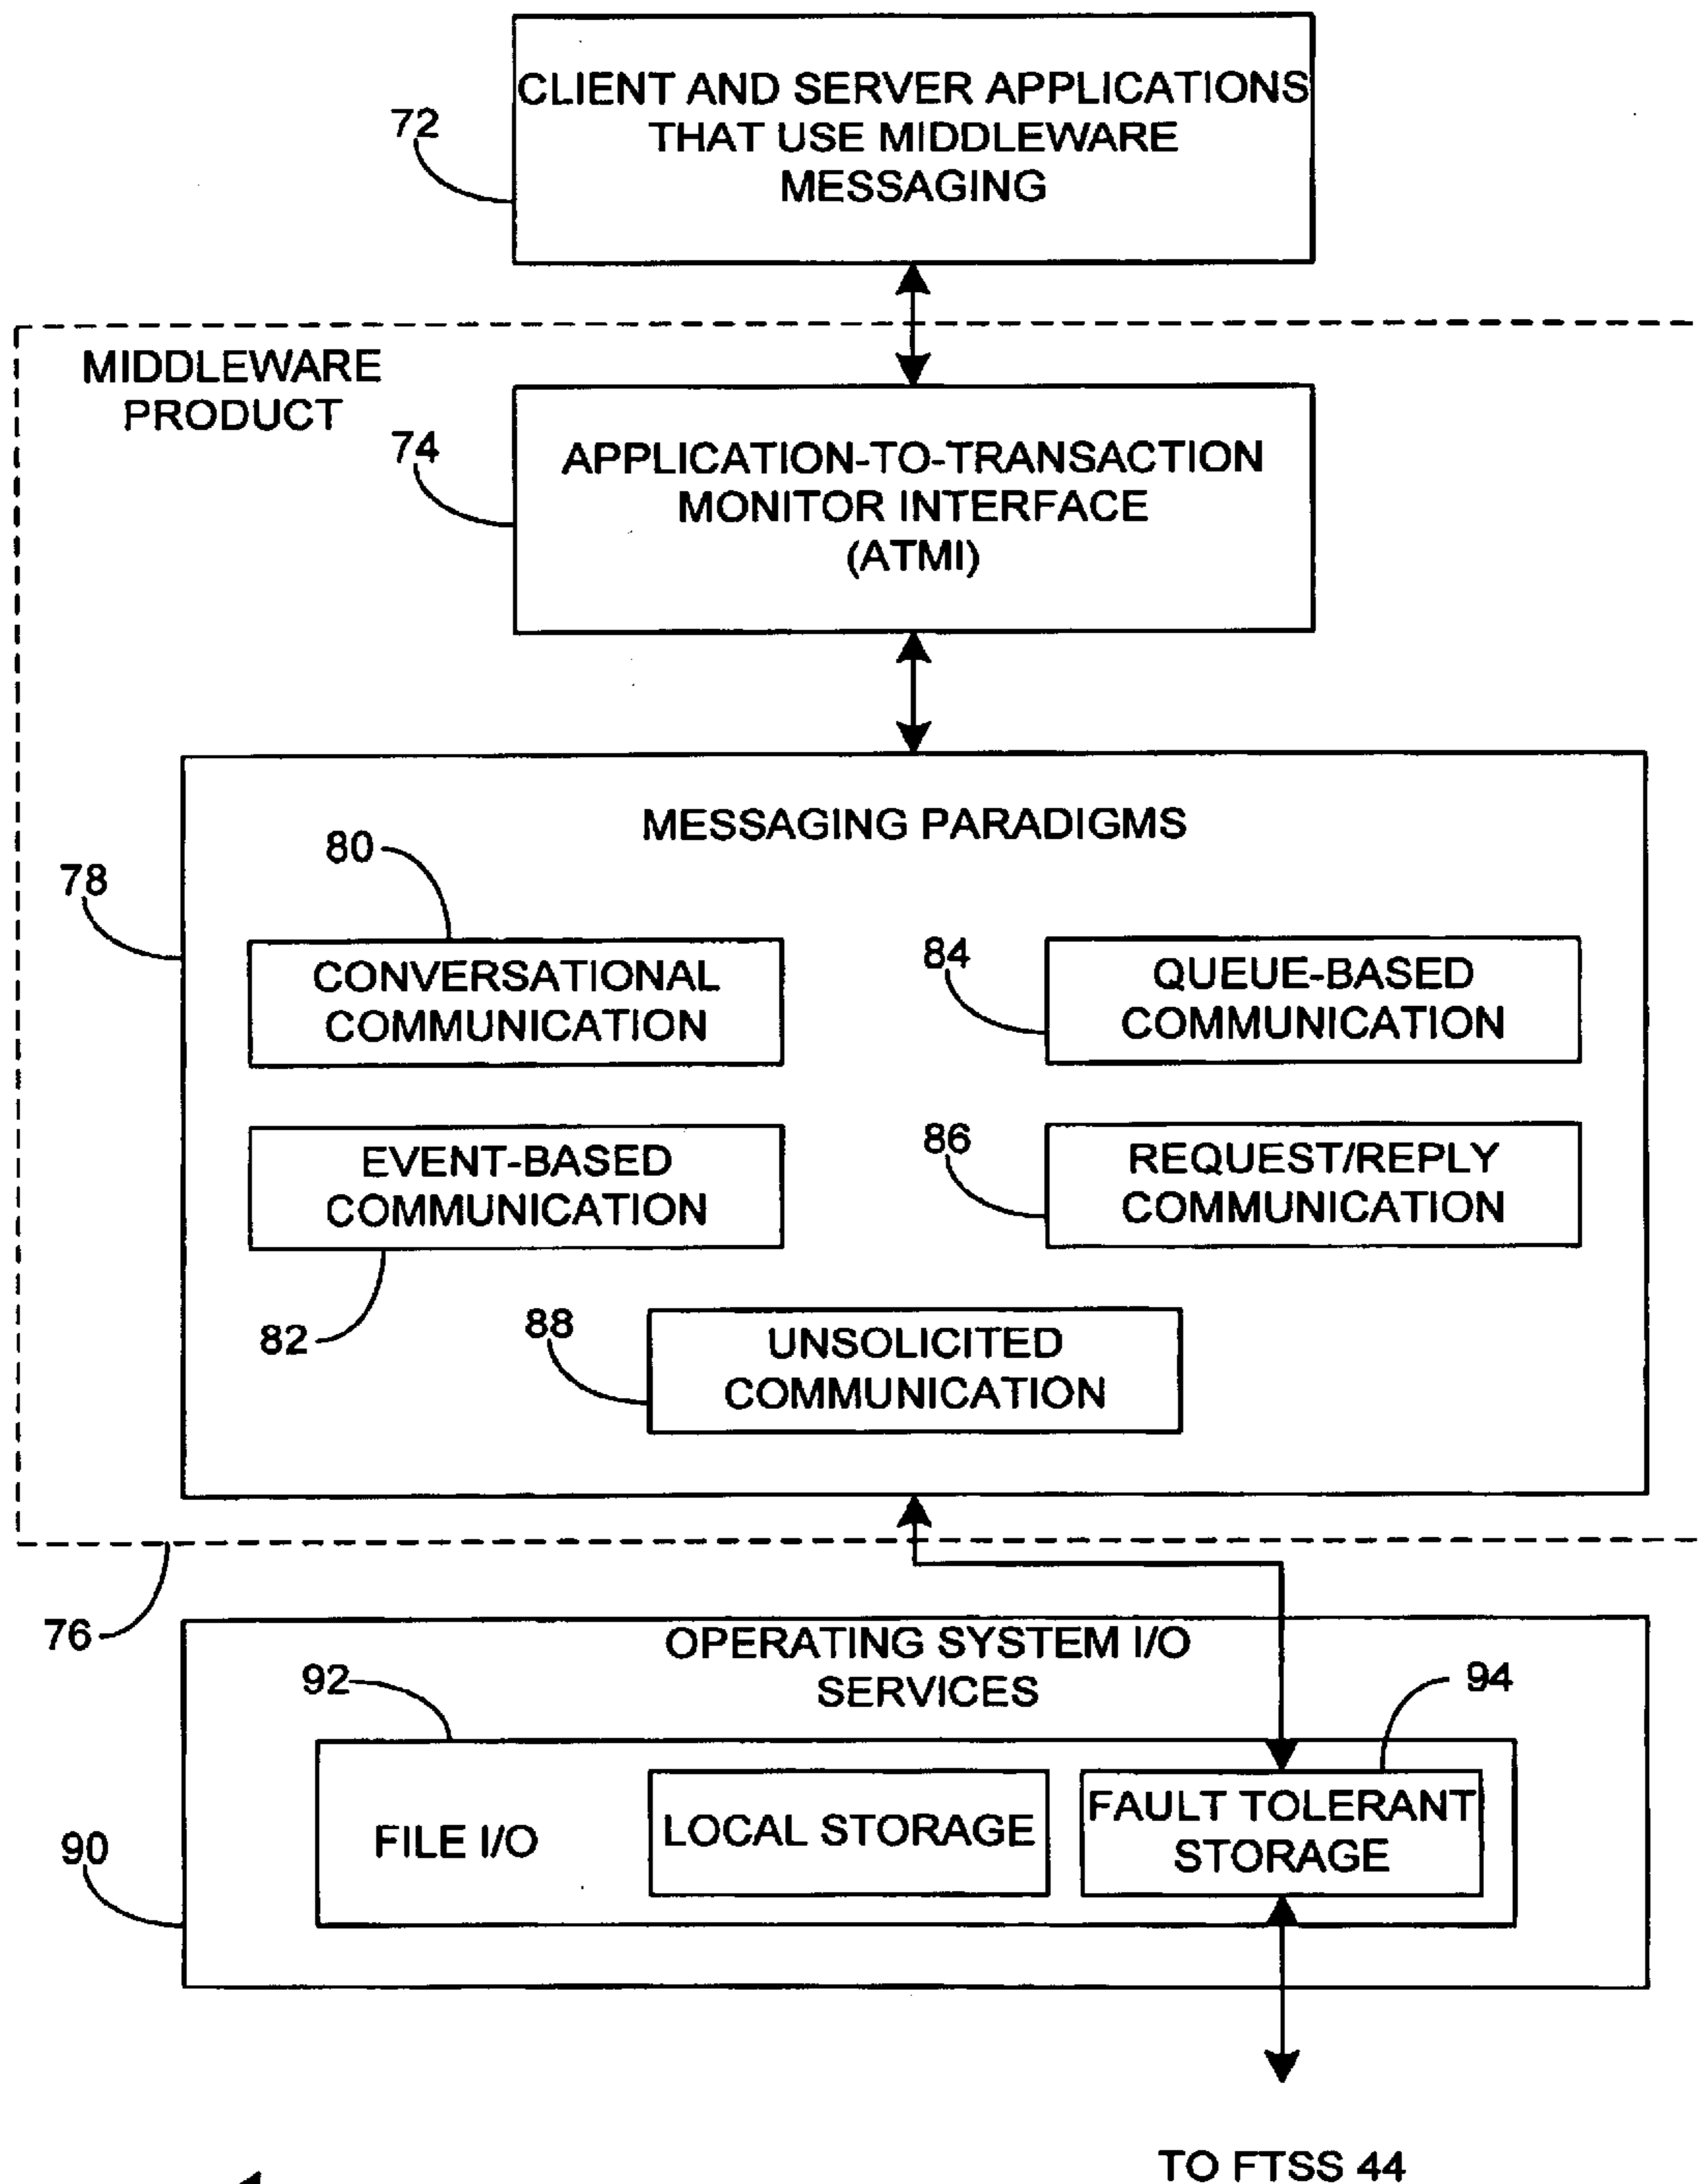 CLIENT AND SERVER APPLICATIONS
THAT USE MIDDLEWARE
MESSAGING
72
MIDDLEWARE
PRODUCT
74
APPLICATION-TO-TRANSACTION
MONITOR INTERFACE
(ATMI)
MESSAGING PARADIGMS
78
80
CONVERSATIONAL
COMMUNICATION
84
QUEUE-BASED
COMMUNICATION
EVENT-BASED
COMMUNICATION
82
86
REQUEST/REPLY
COMMUNICATION
88
UNSOLICITED
COMMUNICATION
76
OPERATING SYSTEM I/O
SERVICES
92
94
90
FILE I/O
LOCAL STORAGE
FAULT TOLERANT
STORAGE
TO FTSS 44